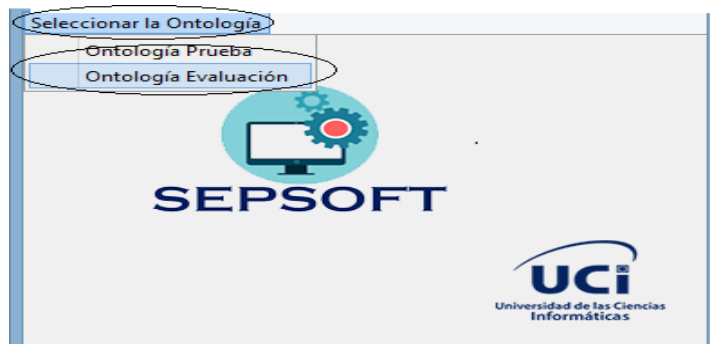 Seleccionar la Ontología
Ontología Prueba
Ontología Evaluación
SEPSOFT
UCi
Universidad de las Ciencias
Informáticas